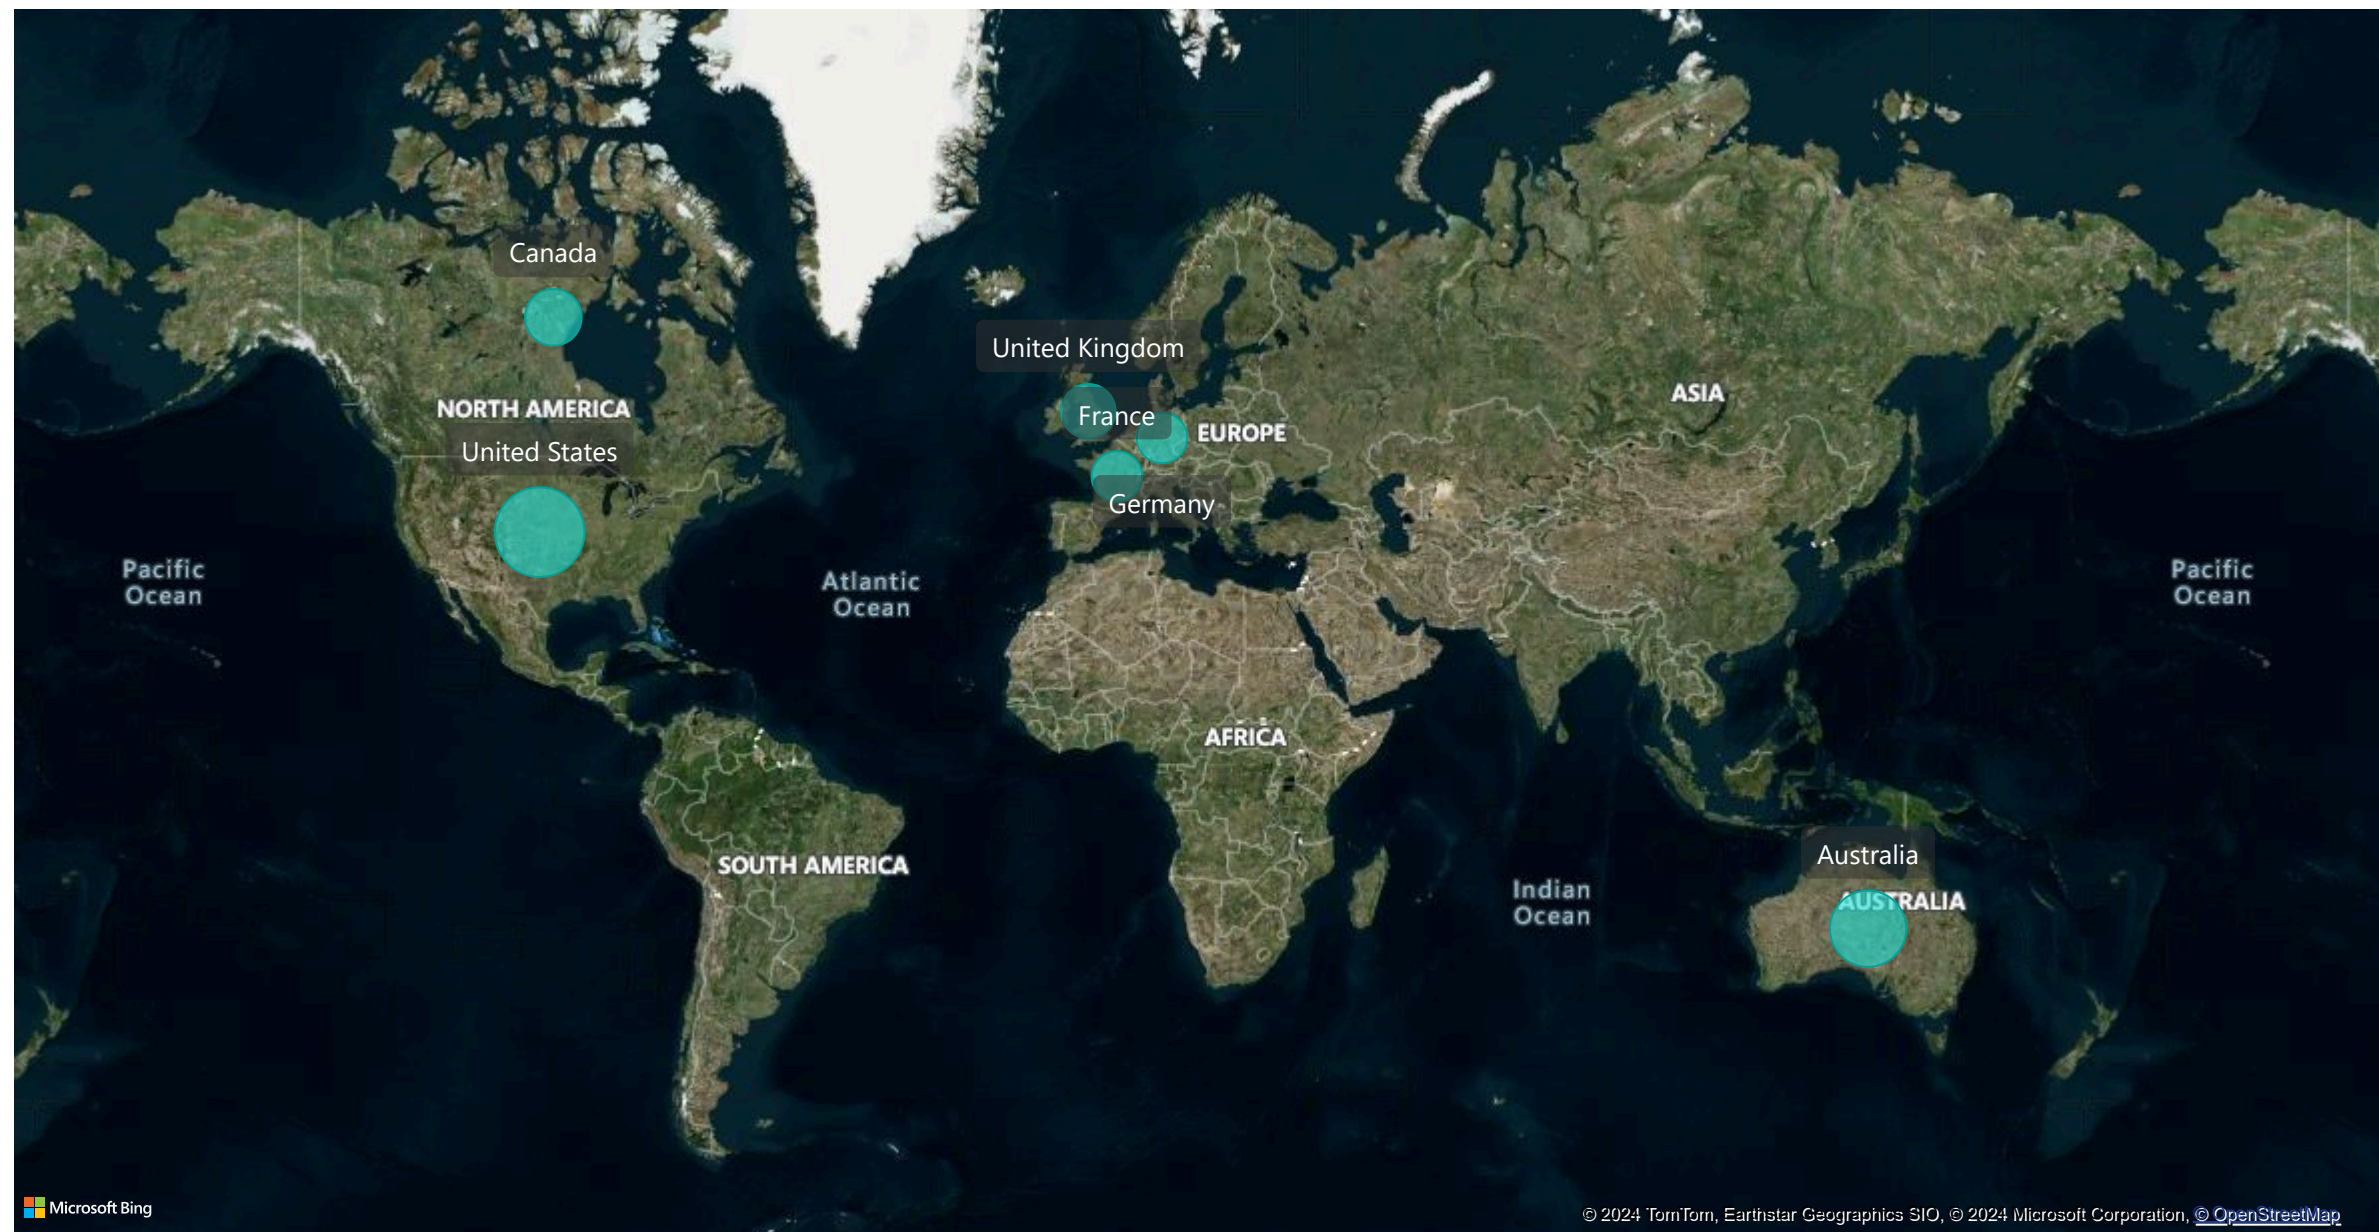 Canada
United Kingdom
NORTH AMERICA
ASIA
France
EUROPE
United States
Germany
Pacific
Ocean
Atlantic
Ocean
Pacific
Ocean
AFRICA
Australia
SOUTH AMERICA
Indian
Ocean
AUSTRALIA
Microsoft Bing
© 2024 TomTom, Earthstar Geographics SIO, © 2024 Microsoft Corporation, © OpenStreetMap